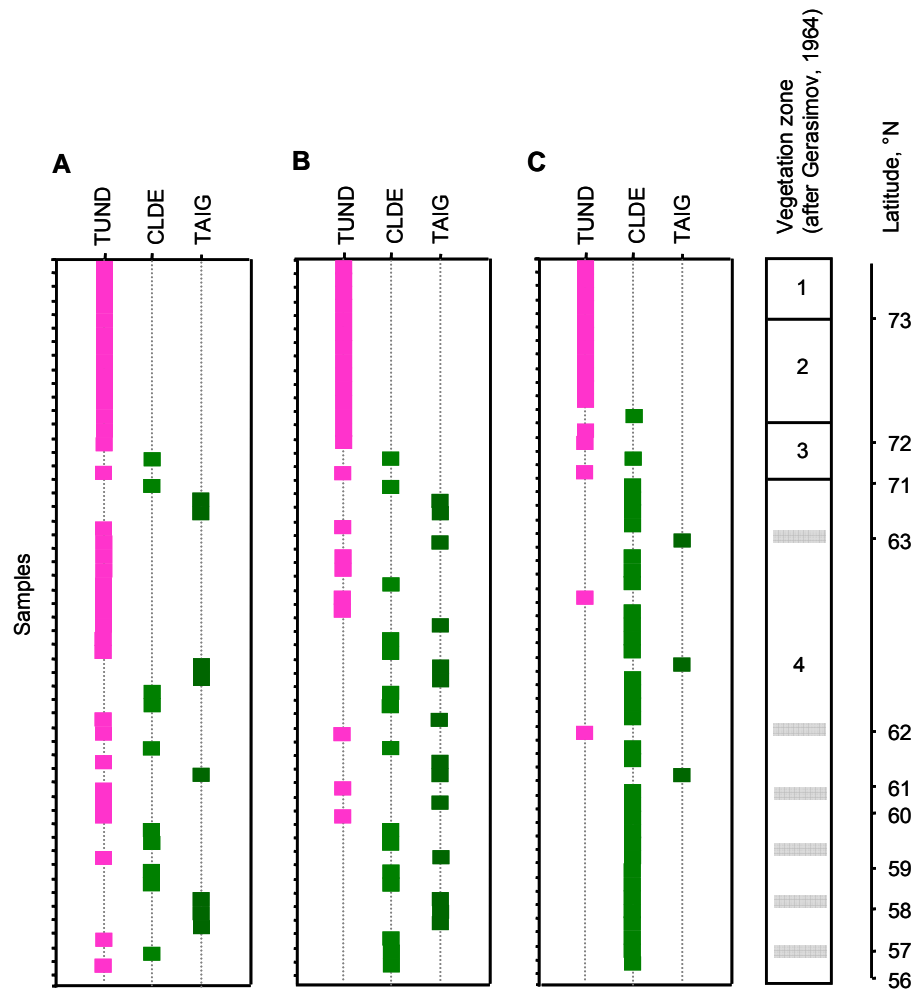 A
B
C
TUND
CLDE
TAIG
TUND
CLDE
TAIG
TUND
CLDE
TAIG
Vegetation zone
(after Gerasimov, 1964)
Latitude, °N
Samples
1
2
3
4
73
72
71
63
62
61
60
59
58
57
56